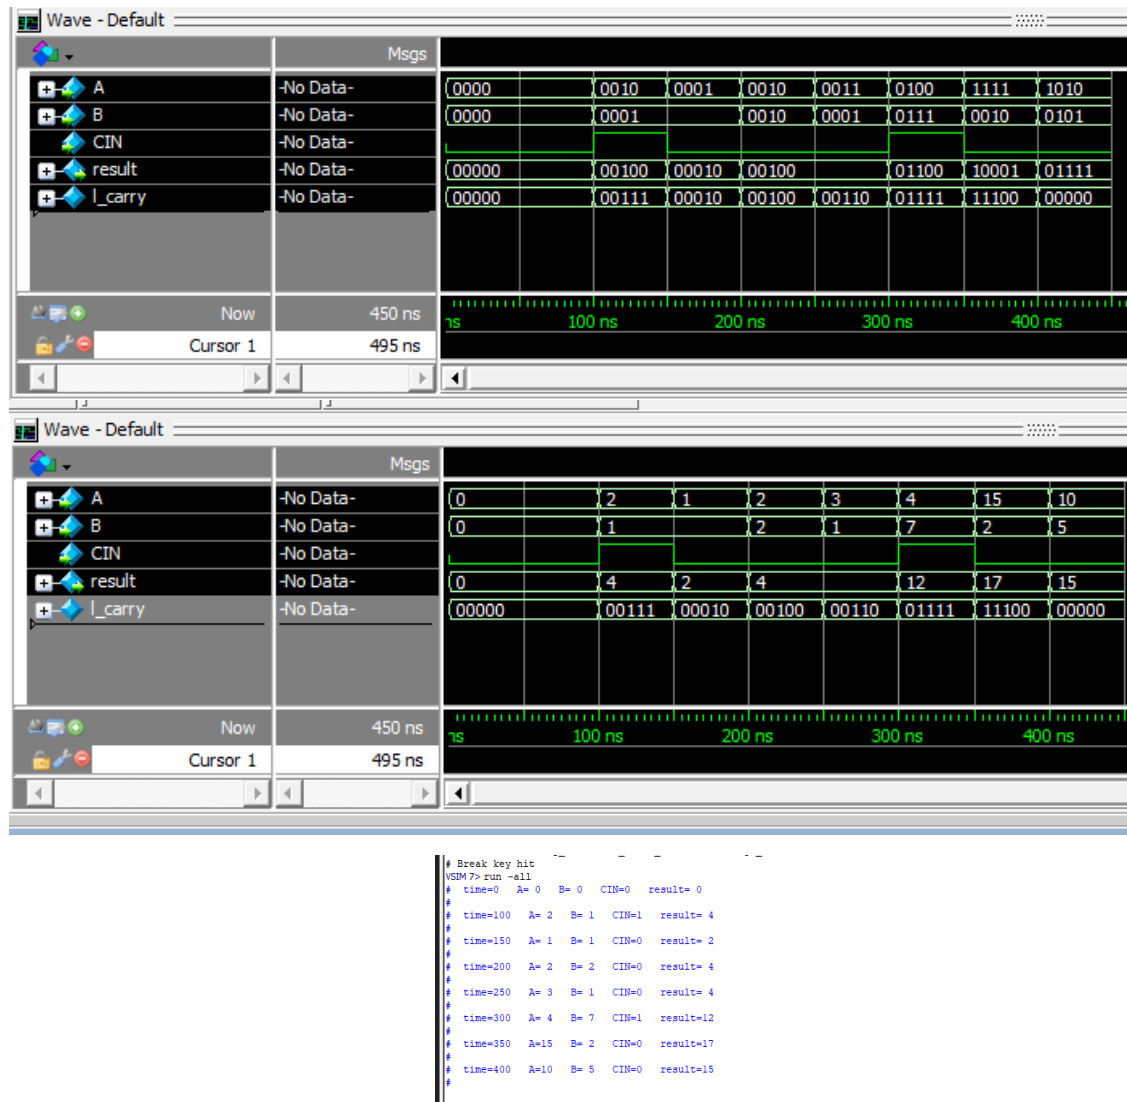 Wave - Default
Msgs
A -No Data- 0000 0010 0001 0010 0011 0100 1111 1010
B -No Data- 0000 0001 0010 0001 0111 0010 0101
CIN -No Data-
result -No Data- 00000 00100 00010 00100 01100 10001 01111
l_carry -No Data- 00000 00111 00010 00100 00110 01111 11100 00000
Now 450 ns ns 100 ns 200 ns 300 ns 400 ns
Cursor 1 495 ns
Wave - Default
Msgs
A -No Data- 0 2 1 2 3 4 15 10
B -No Data- 0 1 2 1 7 2 5
CIN -No Data-
result -No Data- 0 4 2 4 12 17 15
l_carry -No Data- 00000 00111 00010 00100 00110 01111 11100 00000
Now 450 ns ns 100 ns 200 ns 300 ns 400 ns
Cursor 1 495 ns
# Break key hit
VSIM 7> run -all
# time=0 A= 0 B= 0 CIN=0 result= 0
#
# time=100 A= 2 B= 1 CIN=1 result= 4
#
# time=150 A= 1 B= 1 CIN=0 result= 2
#
# time=200 A= 2 B= 2 CIN=0 result= 4
#
# time=250 A= 3 B= 1 CIN=0 result= 4
#
# time=300 A= 4 B= 7 CIN=1 result=12
#
# time=350 A=15 B= 2 CIN=0 result=17
#
# time=400 A=10 B= 5 CIN=0 result=15
#